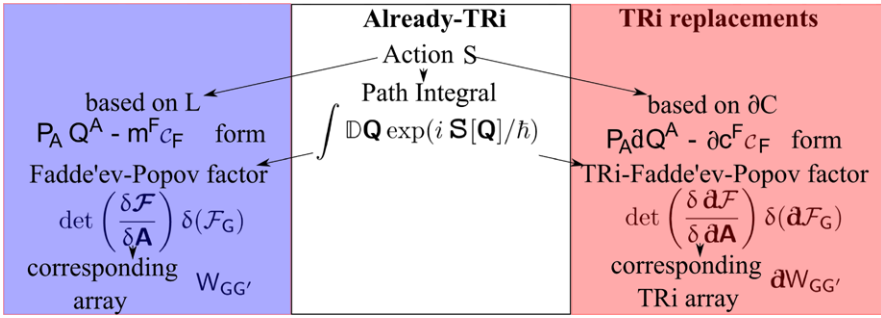 Already-TRi
TRi replacements
Action S
based on L
Path Integral
based on ∂C
P_A Q^A - m^F C_F form
∫ 𝔻Q exp(i S[Q]/ħ)
P_A ∂Q^A - ∂c^F C_F form
Fadde'ev-Popov factor
TRi-Fadde'ev-Popov factor
det (δF/δA) δ(F_G)
det (δ ∂F/δ ∂A) δ(∂F_G)
corresponding
array
W_GG'
corresponding
TRi array
∂W_GG'